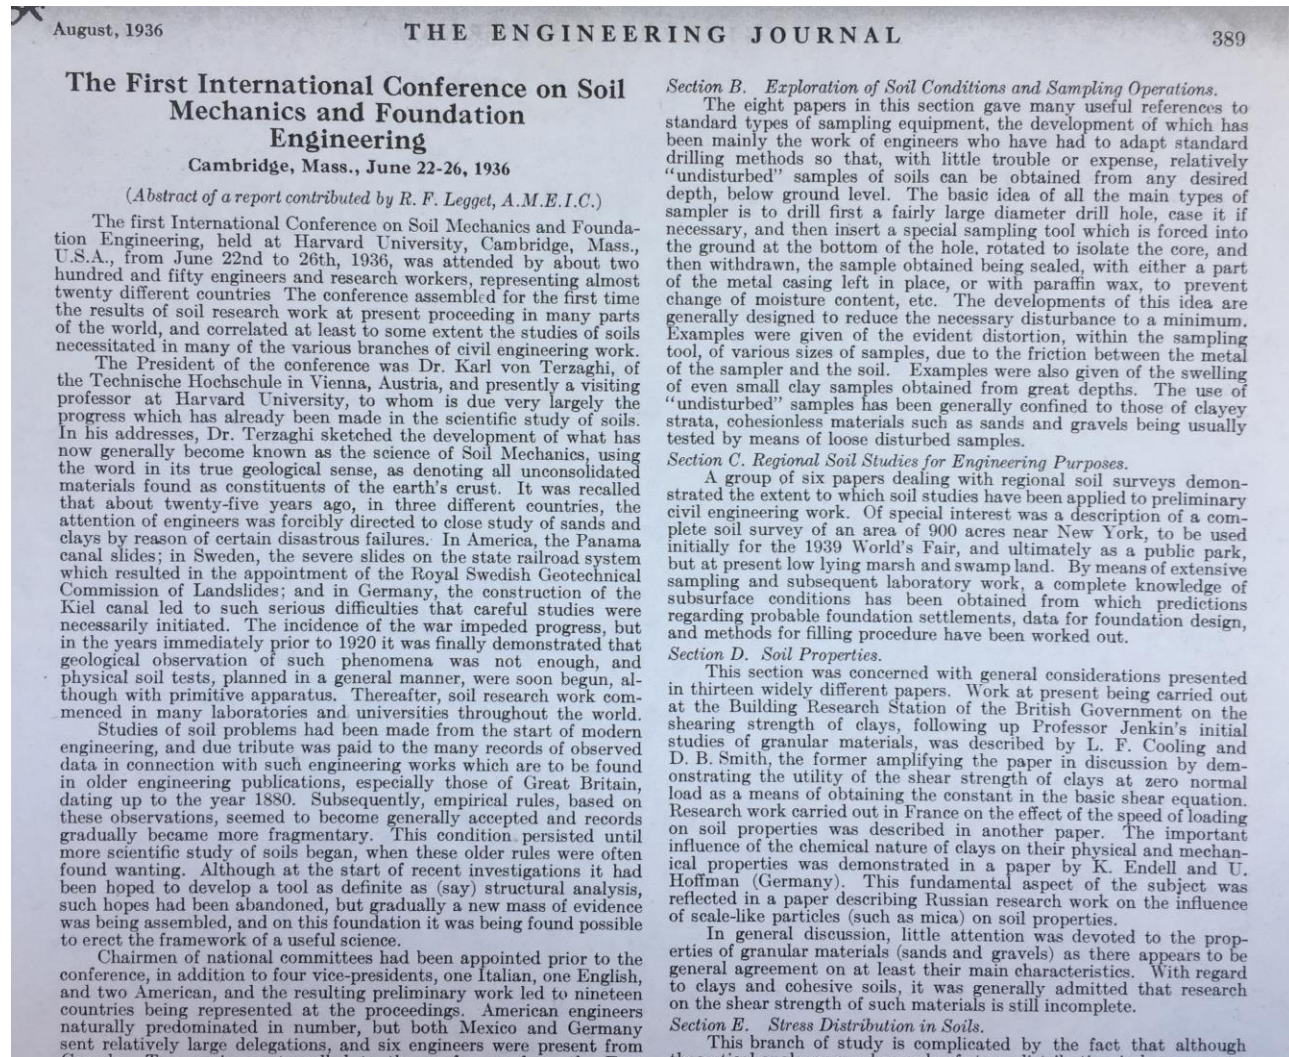 August, 1936
THE ENGINEERING JOURNAL
389
The First International Conference on Soil
Mechanics and Foundation
Engineering
Cambridge, Mass., June 22-26, 1936
(Abstract of a report contributed by R. F. Legget, A.M.E.I.C.)
The first International Conference on Soil Mechanics and Founda-
tion Engineering, held at Harvard University, Cambridge, Mass.,
U.S.A., from June 22nd to 26th, 1936, was attended by about two
hundred and fifty engineers and research workers, representing almost
twenty different countries The conference assembled for the first time
the results of soil research work at present proceeding in many parts
of the world, and correlated at least to some extent the studies of soils
necessitated in many of the various branches of civil engineering work.
The President of the conference was Dr. Karl von Terzaghi, of
the Technische Hochschule in Vienna, Austria, and presently a visiting
professor at Harvard University, to whom is due very largely the
progress which has already been made in the scientific study of soils.
In his addresses, Dr. Terzaghi sketched the development of what has
now generally become known as the science of Soil Mechanics, using
the word in its true geological sense, as denoting all unconsolidated
materials found as constituents of the earth's crust. It was recalled
that about twenty-five years ago, in three different countries, the
attention of engineers was forcibly directed to close study of sands and
clays by reason of certain disastrous failures. In America, the Panama
canal slides; in Sweden, the severe slides on the state railroad system
which resulted in the appointment of the Royal Swedish Geotechnical
Commission of Landslides; and in Germany, the construction of the
Kiel canal led to such serious difficulties that careful studies were
necessarily initiated. The incidence of the war impeded progress, but
in the years immediately prior to 1920 it was finally demonstrated that
geological observation of such phenomena was not enough, and
physical soil tests, planned in a general manner, were soon begun, al-
though with primitive apparatus. Thereafter, soil research work com-
menced in many laboratories and universities throughout the world.
Studies of soil problems had been made from the start of modern
engineering, and due tribute was paid to the many records of observed
data in connection with such engineering works which are to be found
in older engineering publications, especially those of Great Britain,
dating up to the year 1880. Subsequently, empirical rules, based on
these observations, seemed to become generally accepted and records
gradually became more fragmentary. This condition persisted until
more scientific study of soils began, when these older rules were often
found wanting. Although at the start of recent investigations it had
been hoped to develop a tool as definite as (say) structural analysis,
such hopes had been abandoned, but gradually a new mass of evidence
was being assembled, and on this foundation it was being found possible
to erect the framework of a useful science.
Chairmen of national committees had been appointed prior to the
conference, in addition to four vice-presidents, one Italian, one English,
and two American, and the resulting preliminary work led to nineteen
countries being represented at the proceedings. American engineers
naturally predominated in number, but both Mexico and Germany
sent relatively large delegations, and six engineers were present from
Section B. Exploration of Soil Conditions and Sampling Operations.
The eight papers in this section gave many useful references to
standard types of sampling equipment, the development of which has
been mainly the work of engineers who have had to adapt standard
drilling methods so that, with little trouble or expense, relatively
"undisturbed" samples of soils can be obtained from any desired
depth, below ground level. The basic idea of all the main types of
sampler is to drill first a fairly large diameter drill hole, case it if
necessary, and then insert a special sampling tool which is forced into
the ground at the bottom of the hole, rotated to isolate the core, and
then withdrawn, the sample obtained being sealed, with either a part
of the metal casing left in place, or with paraffin wax, to prevent
change of moisture content, etc. The developments of this idea are
generally designed to reduce the necessary disturbance to a minimum.
Examples were given of the evident distortion, within the sampling
tool, of various sizes of samples, due to the friction between the metal
of the sampler and the soil. Examples were also given of the swelling
of even small clay samples obtained from great depths. The use of
"undisturbed" samples has been generally confined to those of clayey
strata, cohesionless materials such as sands and gravels being usually
tested by means of loose disturbed samples.
Section C. Regional Soil Studies for Engineering Purposes.
A group of six papers dealing with regional soil surveys demon-
strated the extent to which soil studies have been applied to preliminary
civil engineering work. Of special interest was a description of a com-
plete soil survey of an area of 900 acres near New York, to be used
initially for the 1939 World's Fair, and ultimately as a public park,
but at present low lying marsh and swamp land. By means of extensive
sampling and subsequent laboratory work, a complete knowledge of
subsurface conditions has been obtained from which predictions
regarding probable foundation settlements, data for foundation design,
and methods for filling procedure have been worked out.
Section D. Soil Properties.
This section was concerned with general considerations presented
in thirteen widely different papers. Work at present being carried out
at the Building Research Station of the British Government on the
shearing strength of clays, following up Professor Jenkin's initial
studies of granular materials, was described by L. F. Cooling and
D. B. Smith, the former amplifying the paper in discussion by dem-
onstrating the utility of the shear strength of clays at zero normal
load as a means of obtaining the constant in the basic shear equation.
Research work carried out in France on the effect of the speed of loading
on soil properties was described in another paper. The important
influence of the chemical nature of clays on their physical and mechan-
ical properties was demonstrated in a paper by K. Endell and U.
Hoffman (Germany). This fundamental aspect of the subject was
reflected in a paper describing Russian research work on the influence
of scale-like particles (such as mica) on soil properties.
In general discussion, little attention was devoted to the prop-
erties of granular materials (sands and gravels) as there appears to be
general agreement on at least their main characteristics. With regard
to clays and cohesive soils, it was generally admitted that research
on the shear strength of such materials is still incomplete.
Section E. Stress Distribution in Soils.
This branch of study is complicated by the fact that although